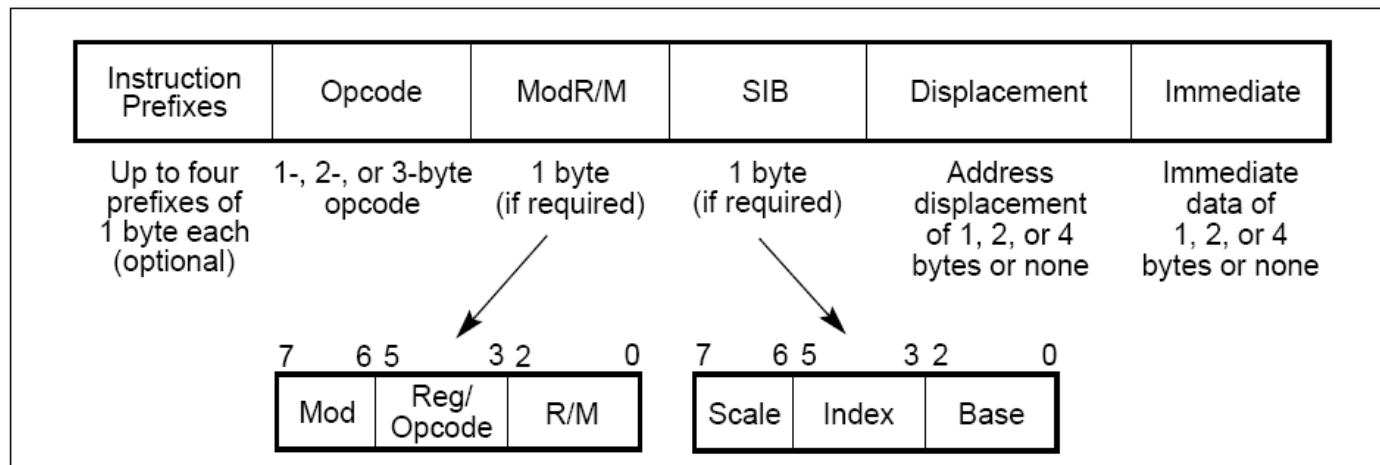 Instruction
Prefixes
Opcode
ModR/M
SIB
Displacement
Immediate
Up to four
prefixes of
1 byte each
(optional)
1-, 2-, or 3-byte
opcode
1 byte
(if required)
1 byte
(if required)
Address
displacement
of 1, 2, or 4
bytes or none
Immediate
data of
1, 2, or 4
bytes or none
7 6 5 3 2 0
Mod
Reg/
Opcode
R/M
7 6 5 3 2 0
Scale
Index
Base